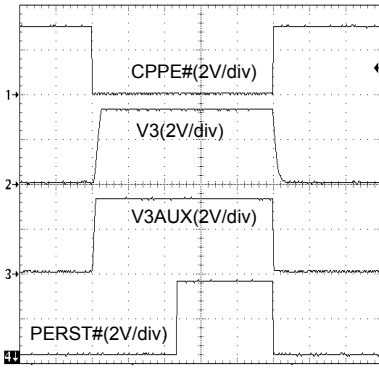 CPPE#(2V/div)
1
V3(2V/div)
2
V3AUX(2V/div)
3
PERST#(2V/div)
4